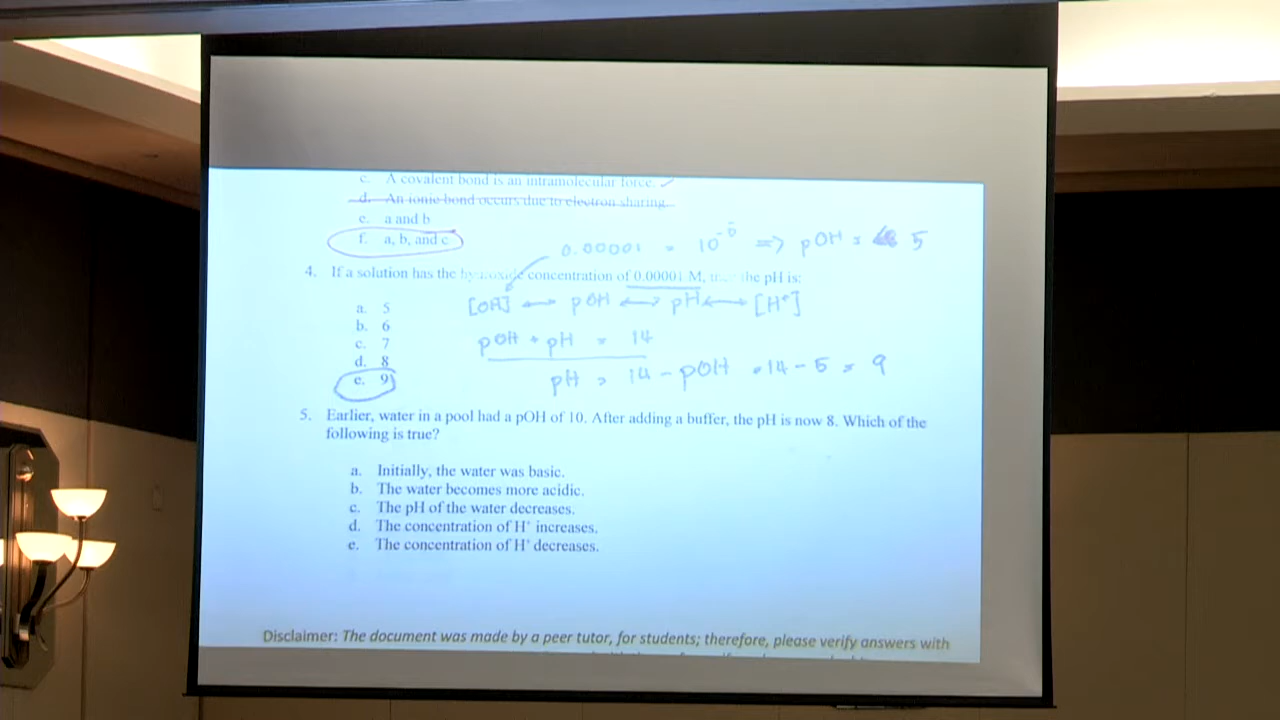 c. A covalent bond is an intramolecular force. ✓
d. An ionic bond occurs due to electron sharing.
e. a and b
f. a, b, and c
0.00001 = 10⁻⁵ => pOH = 5
4. If a solution has the hydroxide concentration of 0.00001 M, the pH is:
[OH] <-> pOH <-> pH <-> [H⁺]
a. 5
b. 6
c. 7
d. 8
e. 9
pOH + pH = 14
pH = 14 - pOH = 14 - 5 = 9
5. Earlier, water in a pool had a pOH of 10. After adding a buffer, the pH is now 8. Which of the
following is true?
a. Initially, the water was basic.
b. The water becomes more acidic.
c. The pH of the water decreases.
d. The concentration of H⁺ increases.
e. The concentration of H⁺ decreases.
Disclaimer: The document was made by a peer tutor, for students; therefore, please verify answers with